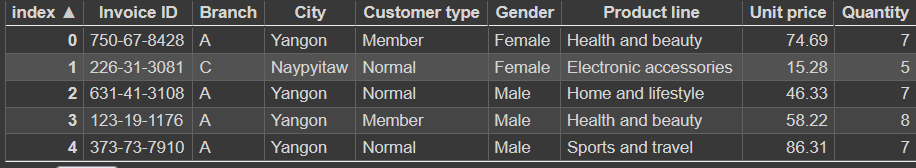 index ▲ Invoice ID Branch City Customer type Gender Product line Unit price Quantity
0 750-67-8428 A Yangon Member Female Health and beauty 74.69 7
1 226-31-3081 C Naypyitaw Normal Female Electronic accessories 15.28 5
2 631-41-3108 A Yangon Normal Male Home and lifestyle 46.33 7
3 123-19-1176 A Yangon Member Male Health and beauty 58.22 8
4 373-73-7910 A Yangon Normal Male Sports and travel 86.31 7